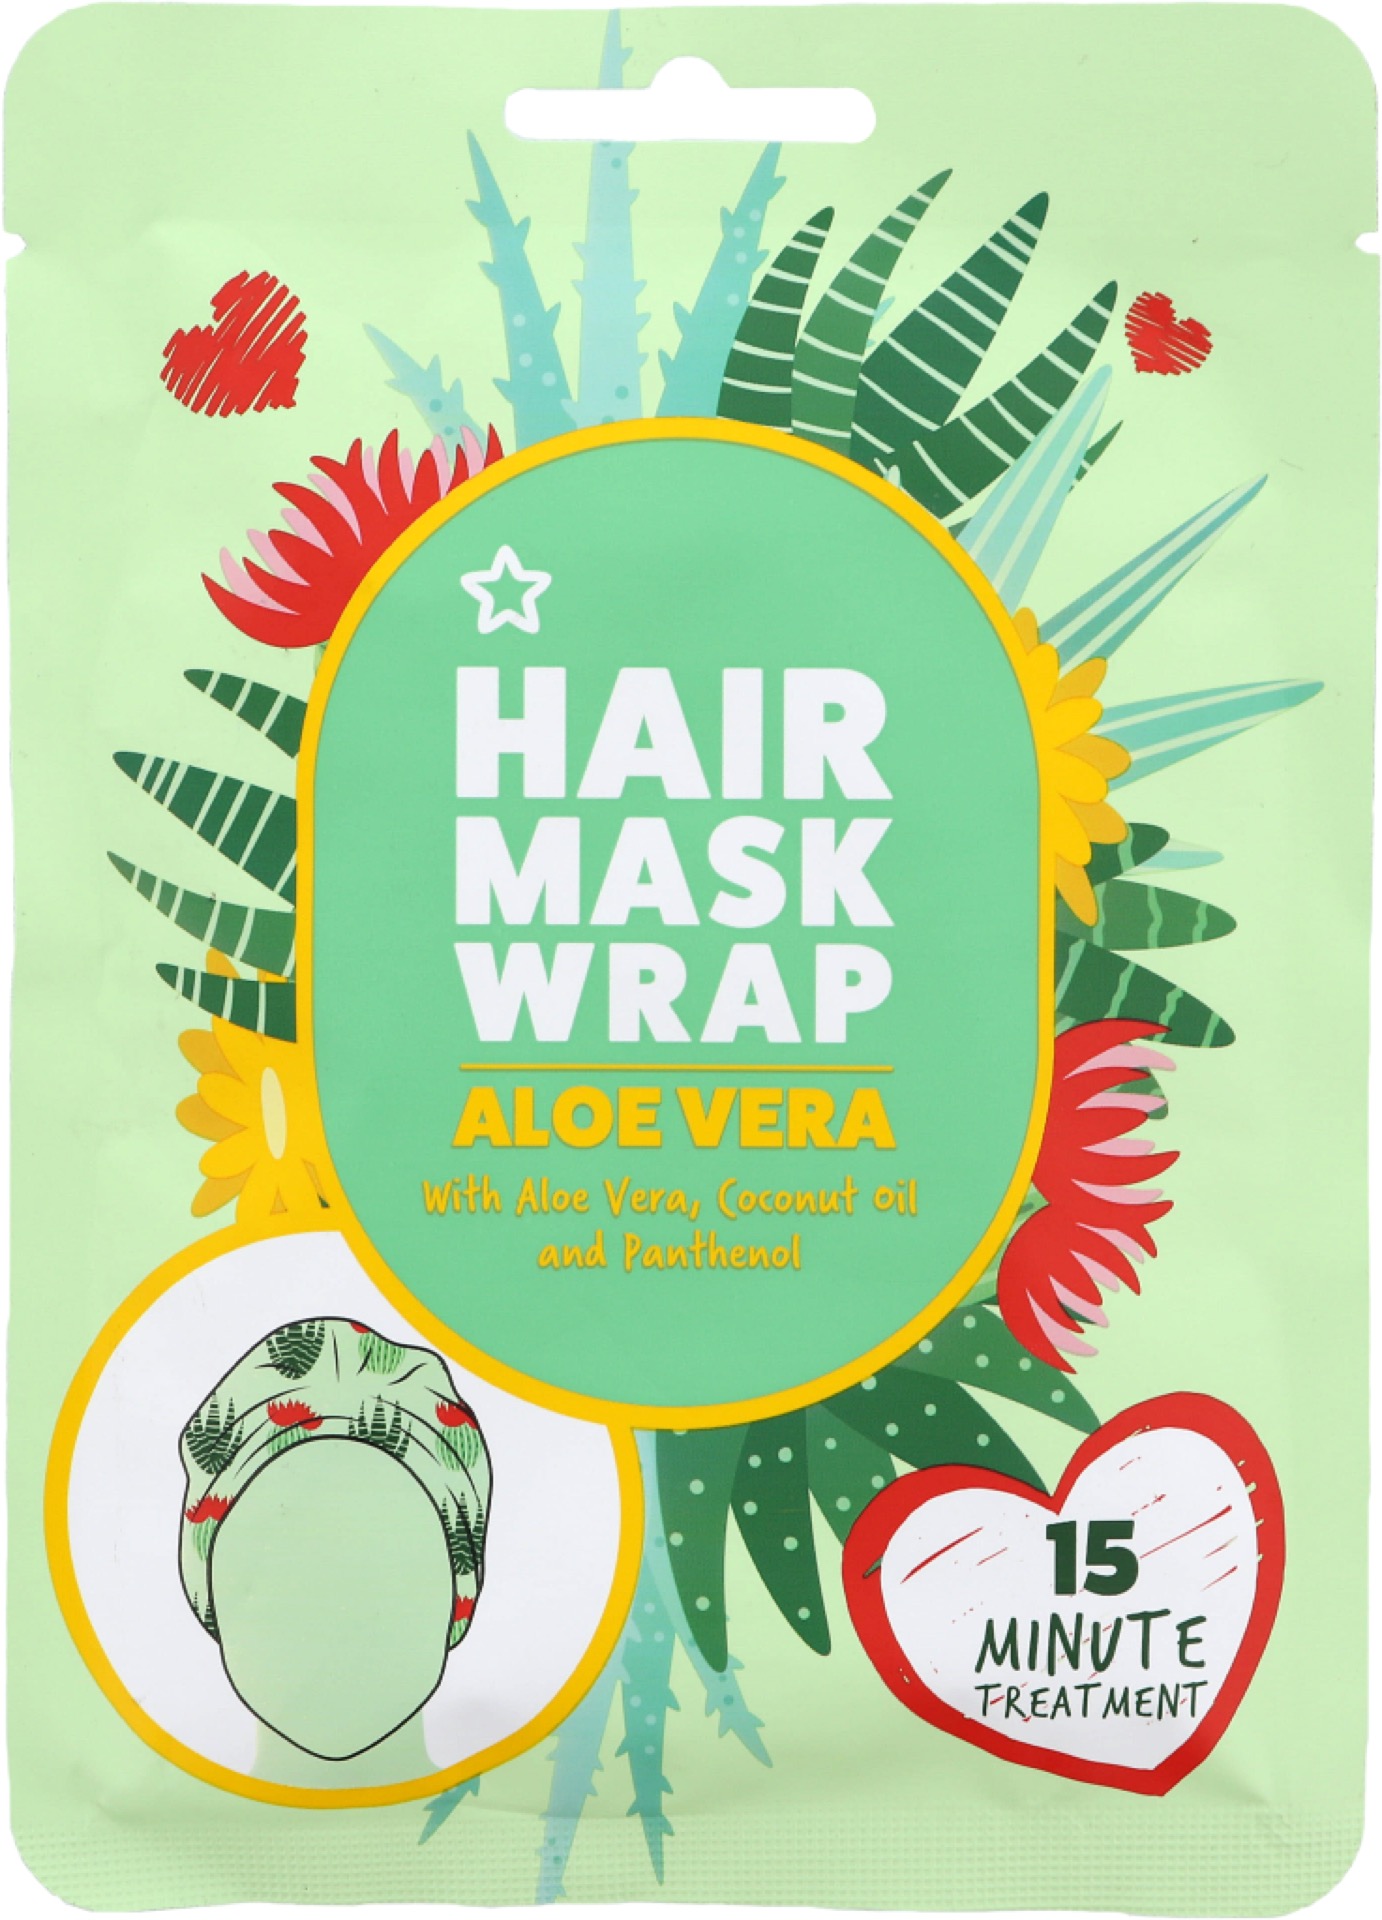 HAIR
MASK
WRAP
ALOE VERA
With Aloe Vera, Coconut Oil
and Panthenol
15
MINUTE
TREATMENT